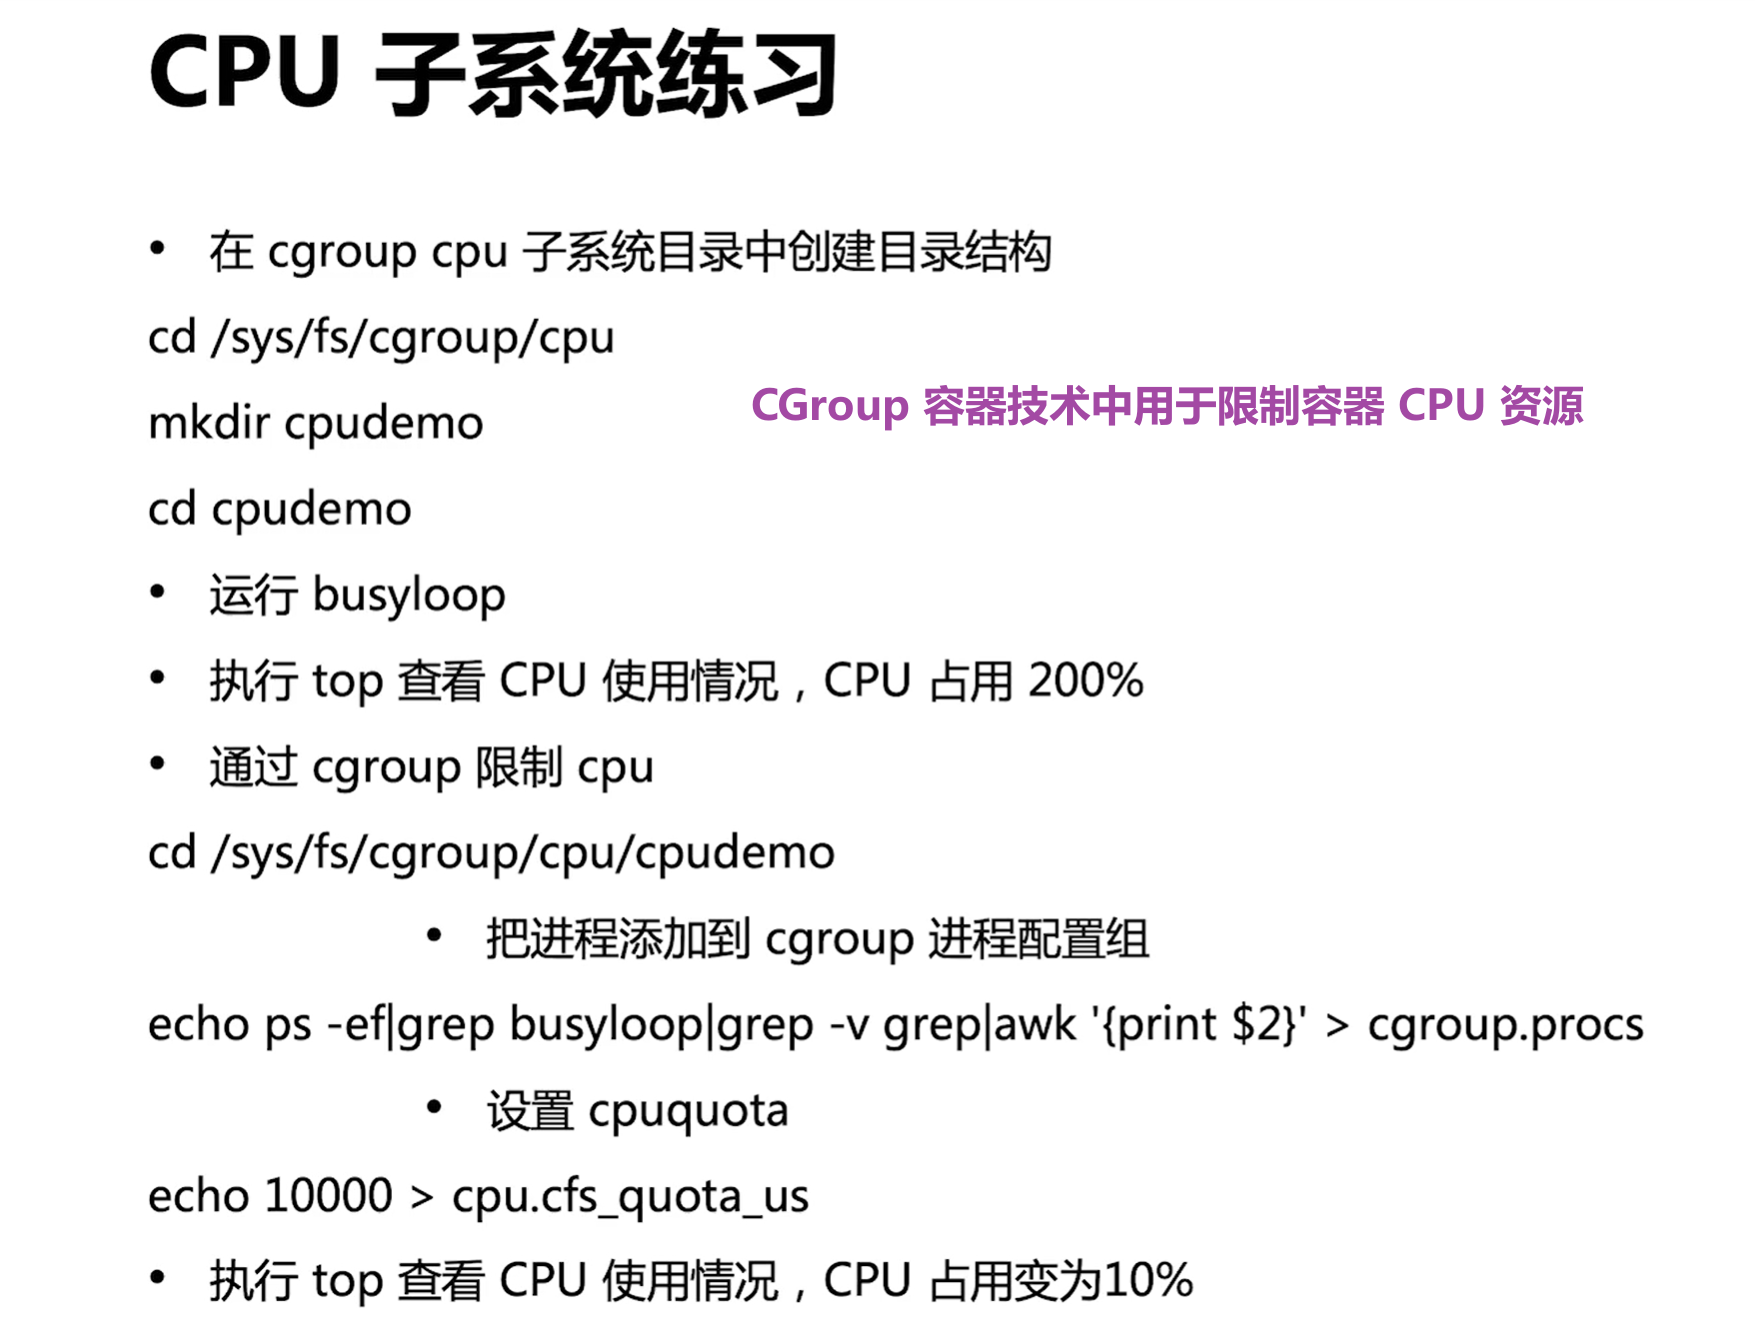 CPU 子系统练习
• 在 cgroup cpu 子系统目录中创建目录结构
cd /sys/fs/cgroup/cpu
CGroup 容器技术中用于限制容器 CPU 资源
mkdir cpudemo
cd cpudemo
• 运行 busyloop
• 执行 top 查看 CPU 使用情况，CPU 占用 200%
• 通过 cgroup 限制 cpu
cd /sys/fs/cgroup/cpu/cpudemo
• 把进程添加到 cgroup 进程配置组
echo ps -ef|grep busyloop|grep -v grep|awk '{print $2}' > cgroup.procs
• 设置 cpuquota
echo 10000 > cpu.cfs_quota_us
• 执行 top 查看 CPU 使用情况，CPU 占用变为10%